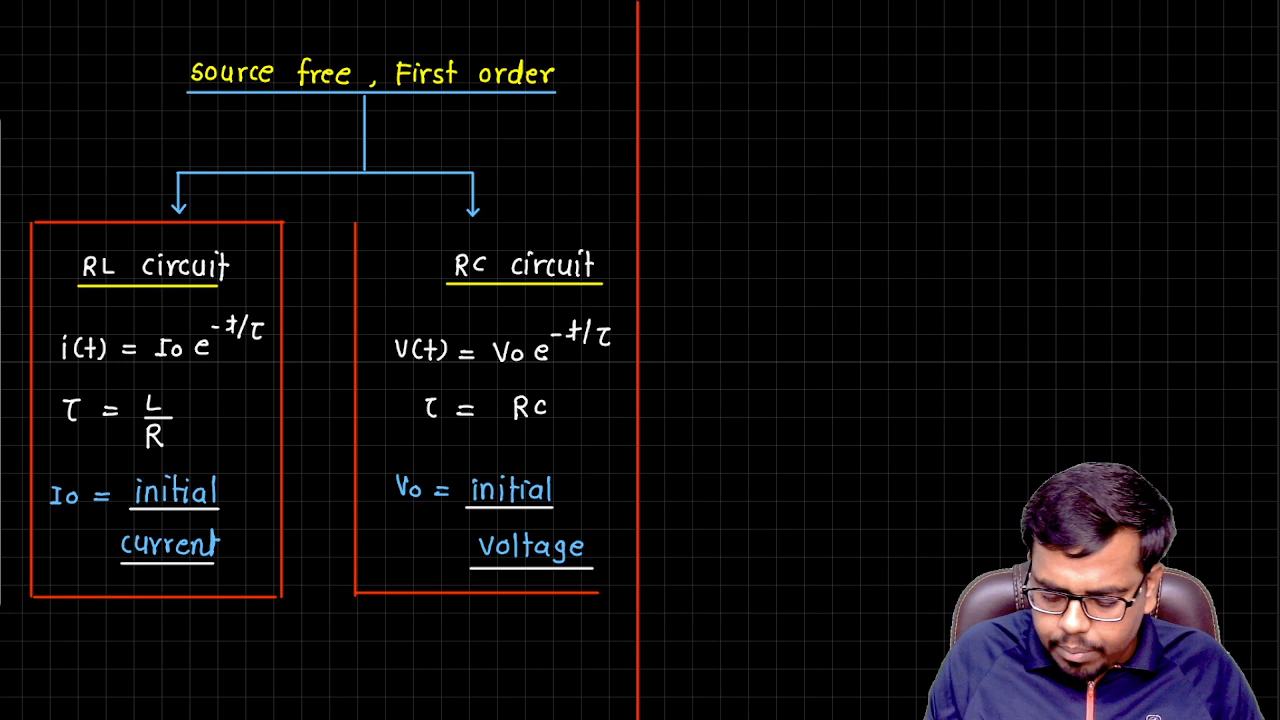 source free , First order
RL circuit
i(t) = Io e^-t/τ
τ = L/R
Io = initial
current
RC circuit
V(t) = Vo e^-t/τ
τ = RC
Vo = initial
voltage